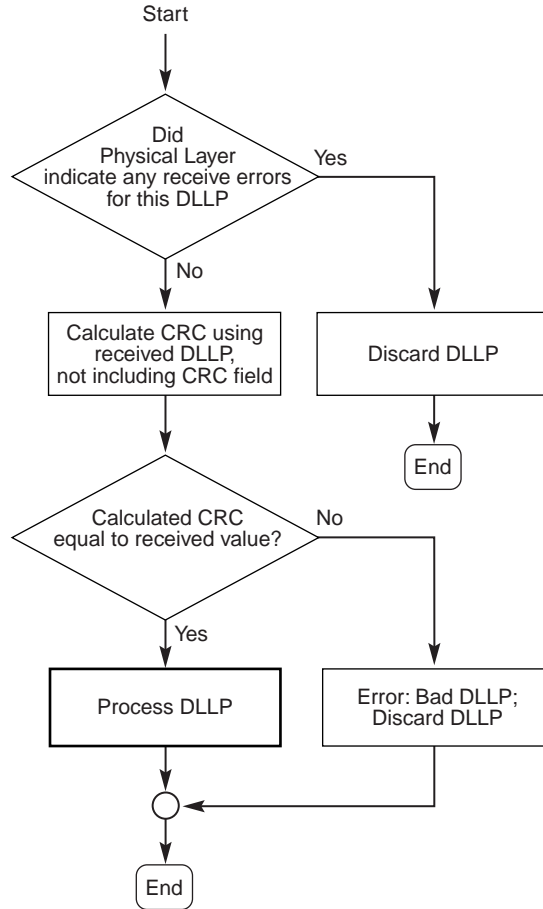 Start
Did
Physical Layer
indicate any receive errors
for this DLLP
Yes
No
Calculate CRC using
received DLLP,
not including CRC field
Discard DLLP
End
Calculated CRC
equal to received value?
No
Yes
Process DLLP
Error: Bad DLLP;
Discard DLLP
End